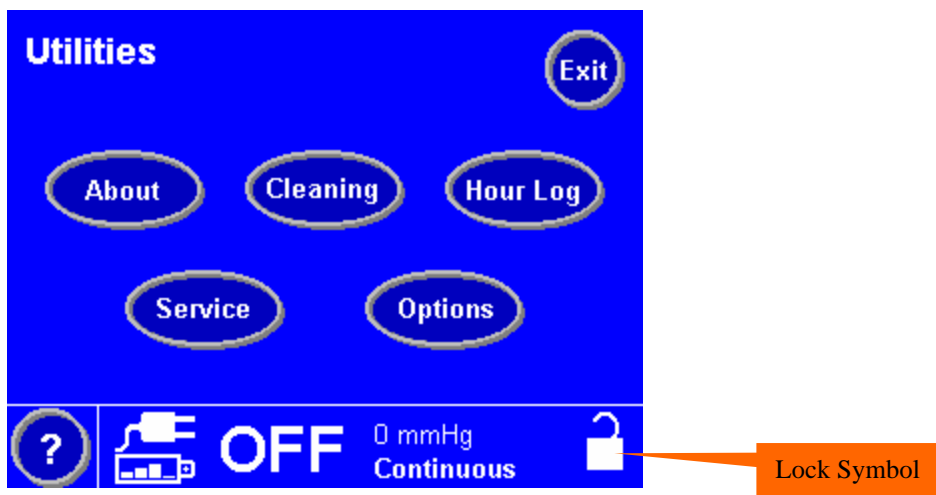 Utilities
Exit
About Cleaning Hour Log
Service Options
? OFF 0 mmHg
Continuous
Lock Symbol